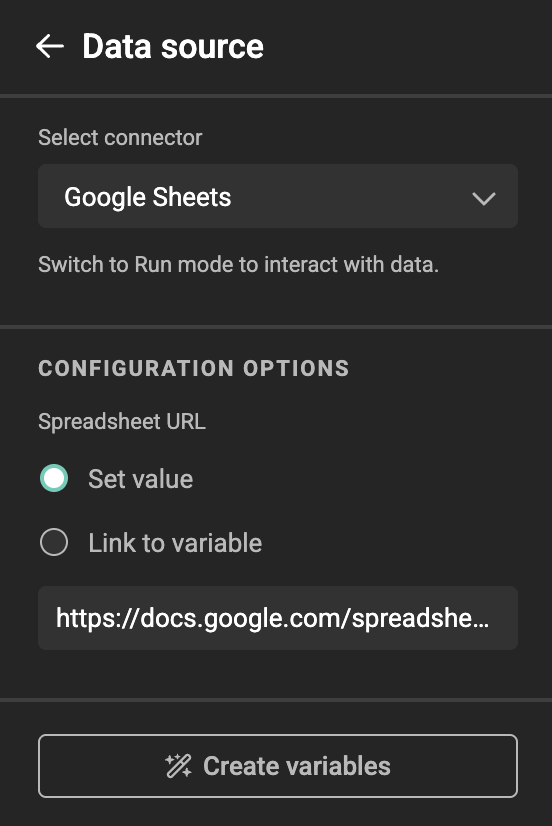 Data source
Select connector
Google Sheets
Switch to Run mode to interact with data.
CONFIGURATION OPTIONS
Spreadsheet URL
Set value
Link to variable
https://docs.google.com/spreadshe...
Create variables